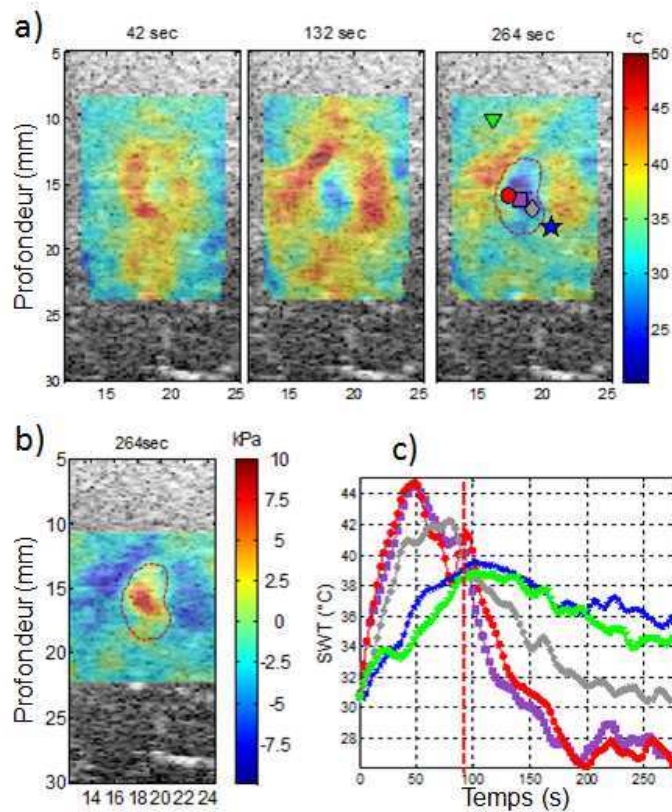 a)
42 sec
132 sec
264 sec
°C
Profondeur (mm)
5
10
15
20
25
30
15 20 25
15 20 25
15 20 25
50
45
40
35
30
25
b)
264sec
kPa
Profondeur (mm)
5
10
15
20
25
30
14 16 18 20 22 24
10
7.5
5
2.5
0
-2.5
-5
-7.5
c)
SWT (°C)
44
42
40
38
36
34
32
30
28
0 50 100 150 200 250
Temps (s)